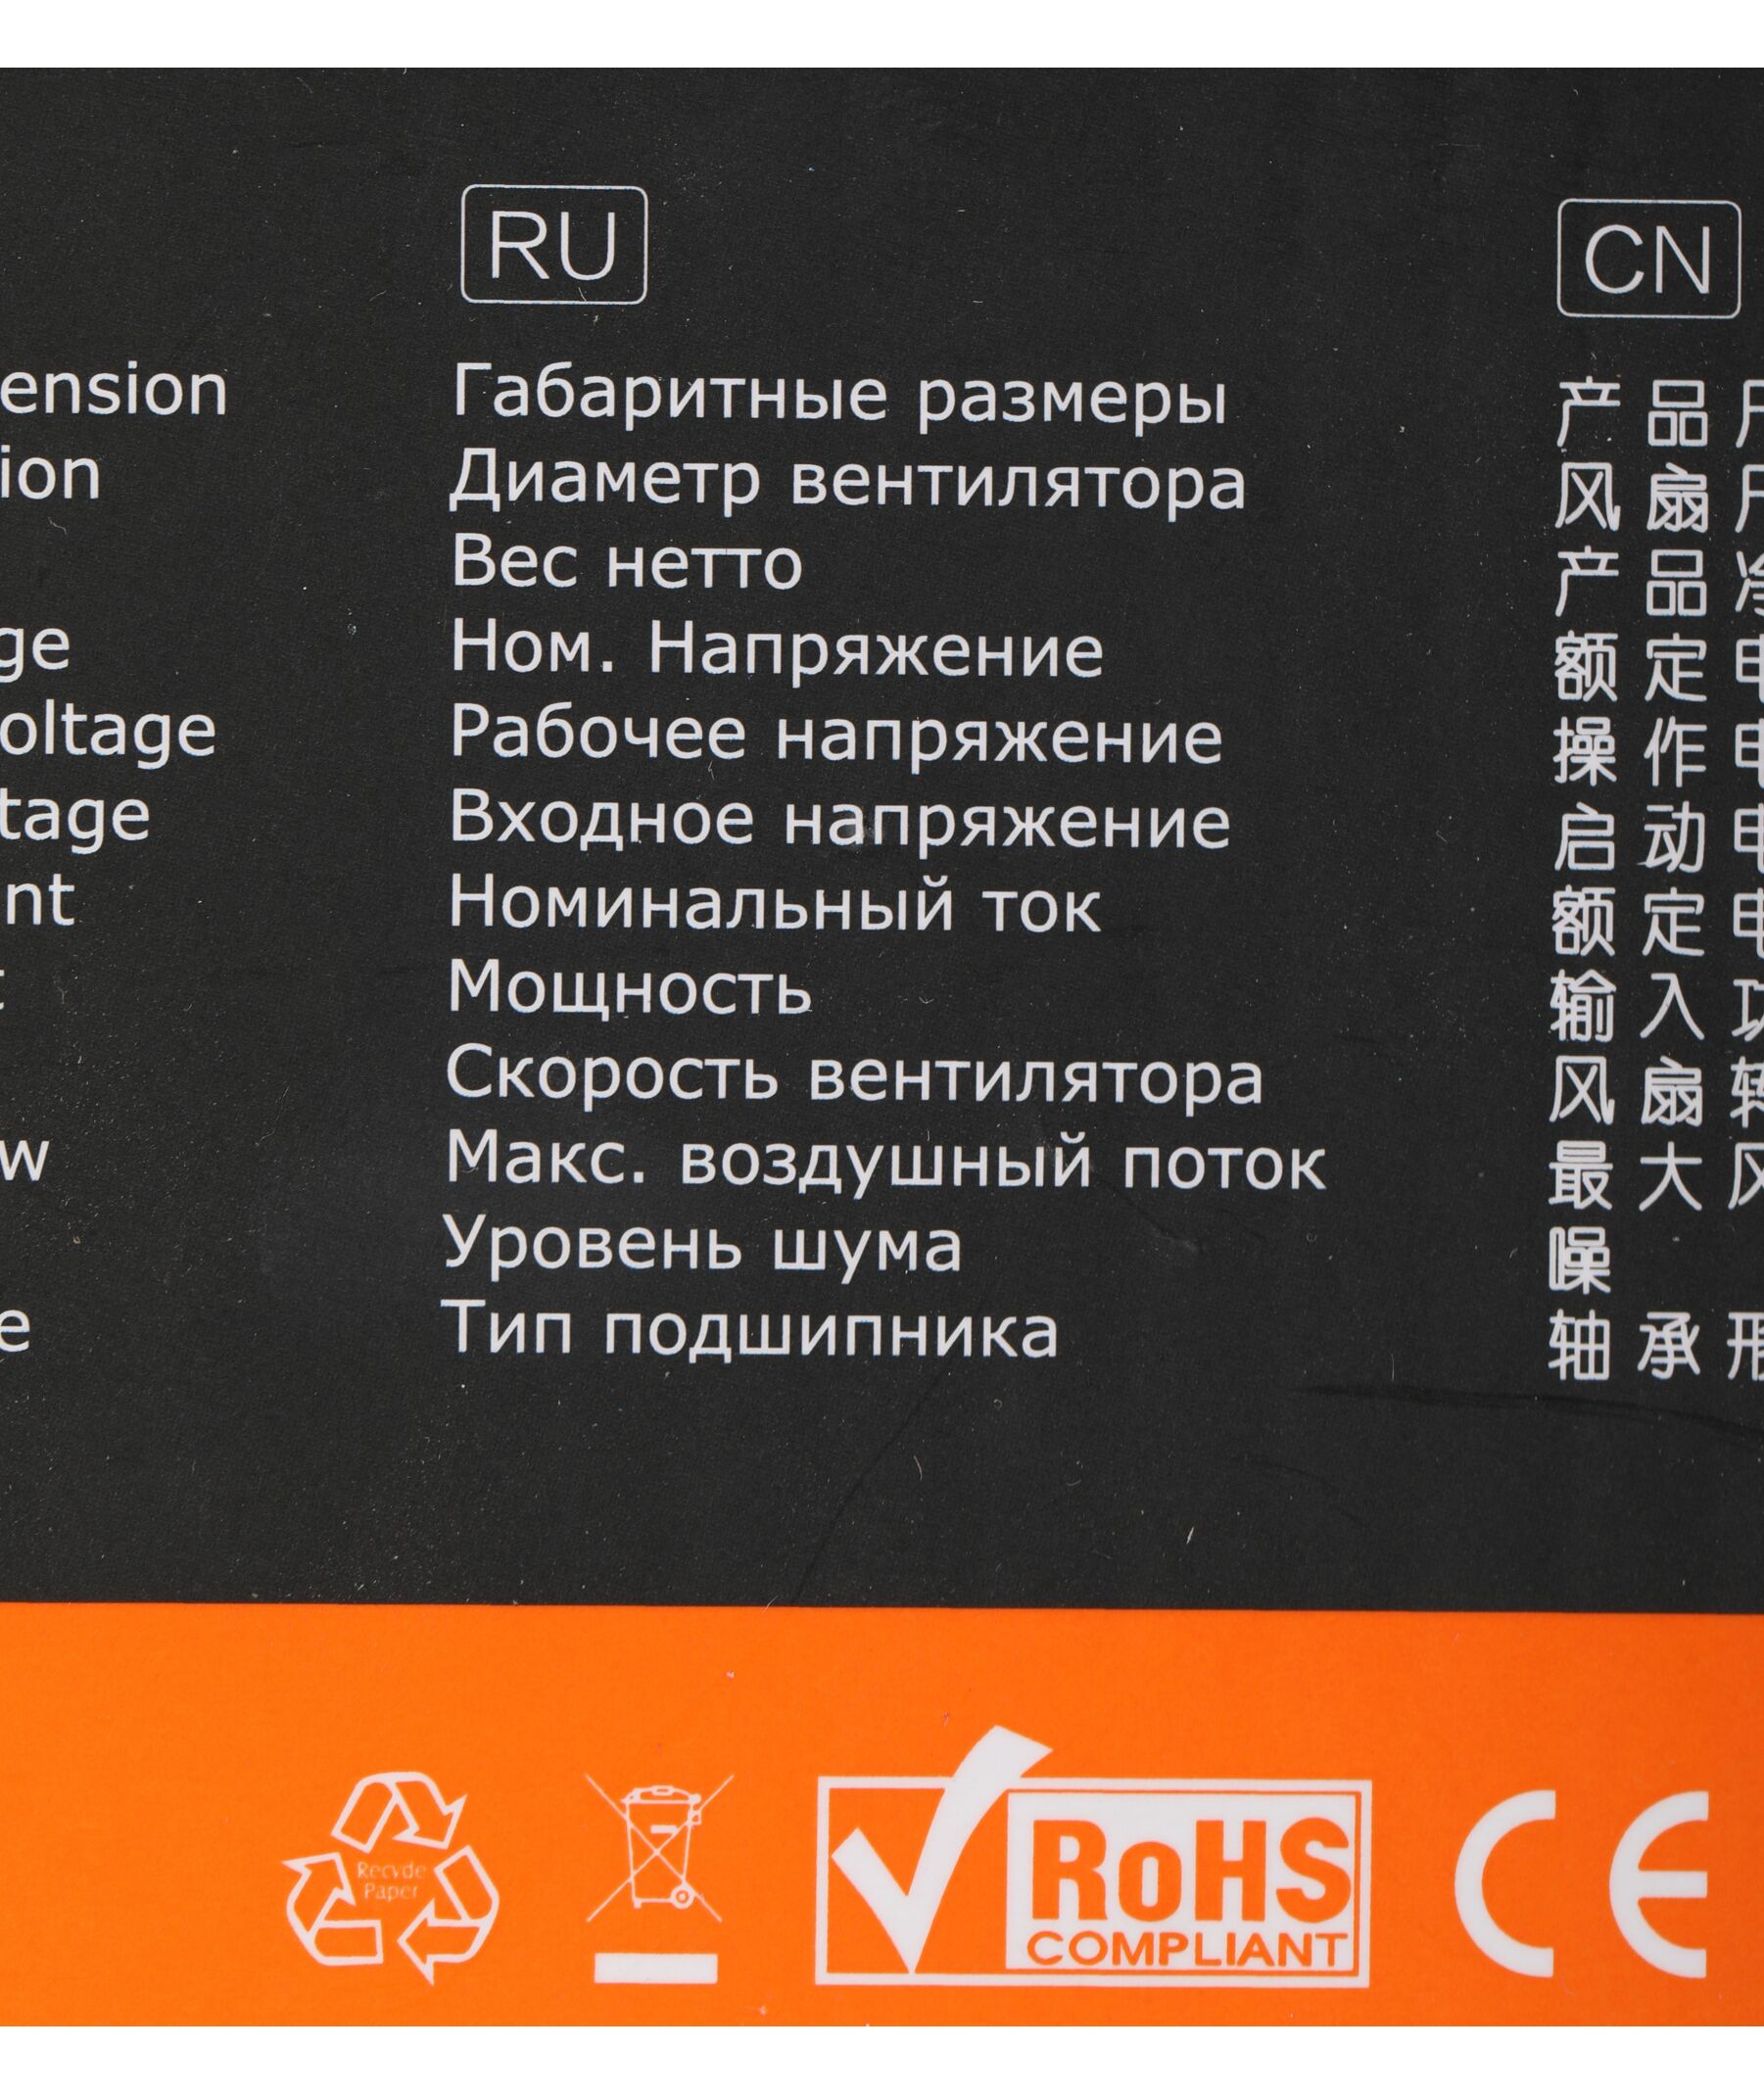 RU
CN
ension
ion
ge
oltage
tage
nt
w
e
Габаритные размеры
Диаметр вентилятора
Вес нетто
Ном. Напряжение
Рабочее напряжение
Входное напряжение
Номинальный ток
Мощность
Скорость вентилятора
Макс. воздушный поток
Уровень шума
Тип подшипника
产品
风扇
产品
额定
操作
启动
额定
输入
风扇
最大
噪
轴承
Recycle
Paper
RoHS
COMPLIANT
CE